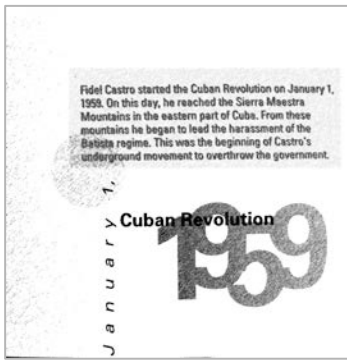 Fidel Castro started the Cuban Revolution on January 1,
1959. On this day, he reached the Sierra Maestra
Mountains in the eastern part of Cuba. From these
mountains he began to lead the harassment of the
Batista regime. This was the beginning of Castro's
underground movement to overthrow the government.
January 1,
Cuban Revolution
1959